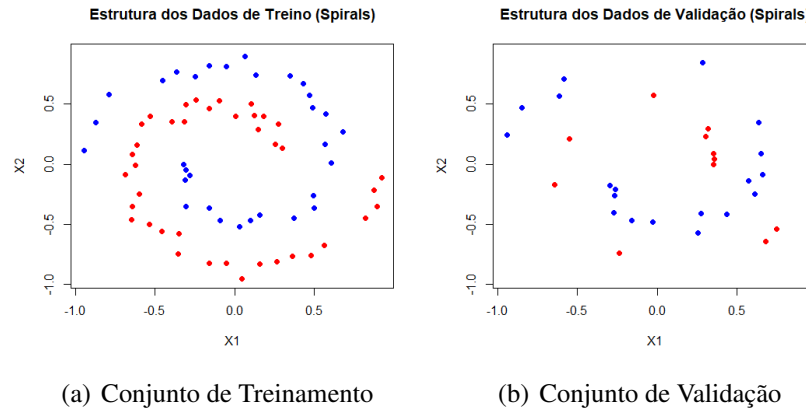 Estrutura dos Dados de Treino (Spirals)
0.5
0.0
-0.5
-1.0
X2
-1.0
-0.5
0.0
0.5
X1
(a) Conjunto de Treinamento
Estrutura dos Dados de Validação (Spirals
0.5
0.0
-0.5
-1.0
X2
-1.0
-0.5
0.0
0.5
X1
(b) Conjunto de Validação